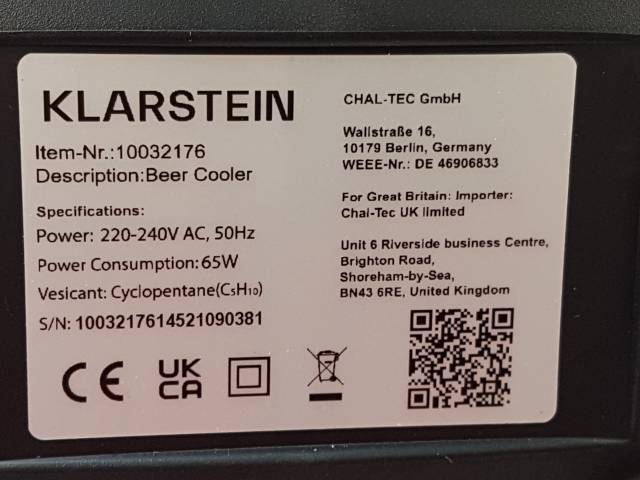 KLARSTEIN
Item-Nr.:10032176
Description:Beer Cooler
Specifications:
Power: 220-240V AC, 50Hz
Power Consumption:65W
Vesicant: Cyclopentane(C₅H₁₀)
S/N: 1003217614521090381
CE
UK
CA
CHAL-TEC GmbH
Wallstraße 16,
10179 Berlin, Germany
WEEE-Nr.: DE 46906833
For Great Britain: Importer:
Chal-Tec UK limited
Unit 6 Riverside business Centre,
Brighton Road,
Shoreham-by-Sea,
BN43 6RE, United Kingdom